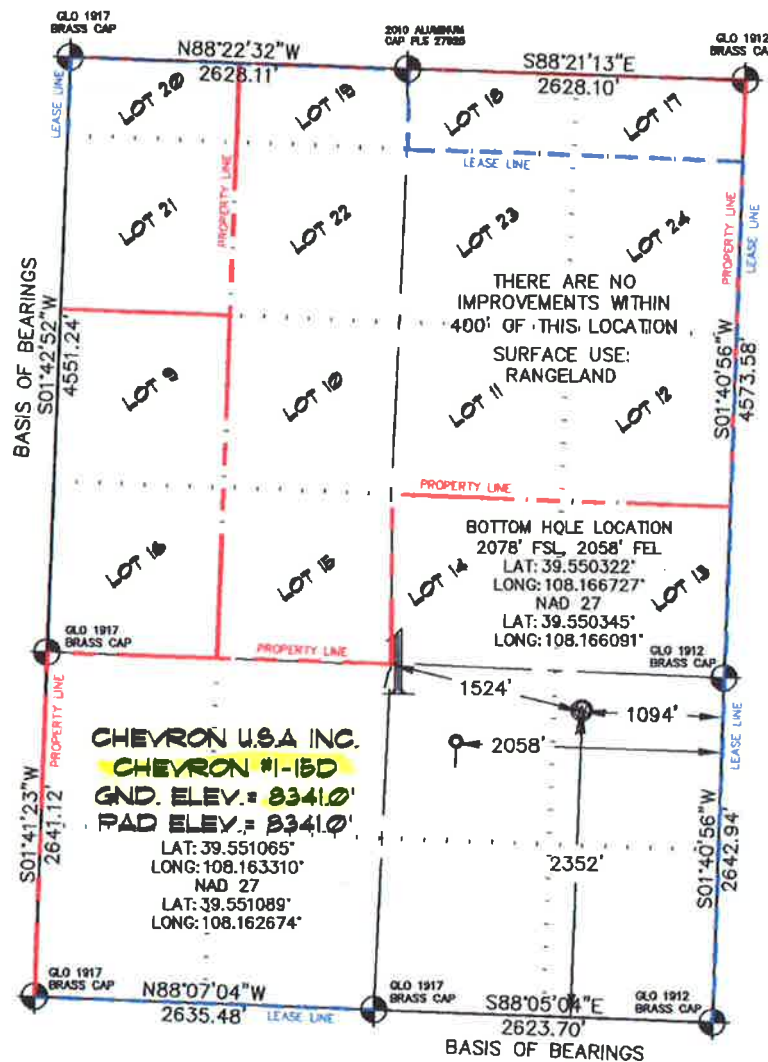 GLO 1917
BRASS CAP
N88°22'32"W
2628.11'
2010 ALUMINUM
CAP PLS 27929
S88°21'13"E
2628.10'
GLO 1912
BRASS CAP
LEASE LINE
LOT 20
LOT 19
LOT 18
LOT 17
LEASE LINE
PROPERTY LINE
LOT 21
LOT 22
LOT 23
LOT 24
PROPERTY LINE
LEASE LINE
THERE ARE NO
IMPROVEMENTS WITHIN
400' OF THIS LOCATION
SURFACE USE:
RANGELAND
BASIS OF BEARINGS
S01°42'52"W
4551.24'
LOT 9
LOT 10
LOT 11
LOT 12
S01°40'56"W
4573.58'
PROPERTY LINE
BOTTOM HOLE LOCATION
2078' FSL, 2058' FEL
LAT: 39.550322°
LONG: 108.166727°
NAD 27
LAT: 39.550345°
LONG: 108.166091°
LOT 16
LOT 15
LOT 14
LOT 13
GLO 1917
BRASS CAP
PROPERTY LINE
1
GLO 1912
BRASS CAP
1524'
1094'
2058'
LEASE LINE
PROPERTY LINE
CHEVRON U.S.A INC.
CHEVRON #1-15D
GND. ELEV.= 8341.0'
PAD ELEV.= 8341.0'
LAT: 39.551065°
LONG: 108.163310°
NAD 27
LAT: 39.551089°
LONG: 108.162674°
S01°41'23"W
2641.12'
2352'
S01°40'56"W
2642.94'
GLO 1917
BRASS CAP
N88°07'04"W
2635.48'
LEASE LINE
GLO 1917
BRASS CAP
S88°05'04"E
2623.70'
GLO 1912
BRASS CAP
BASIS OF BEARINGS